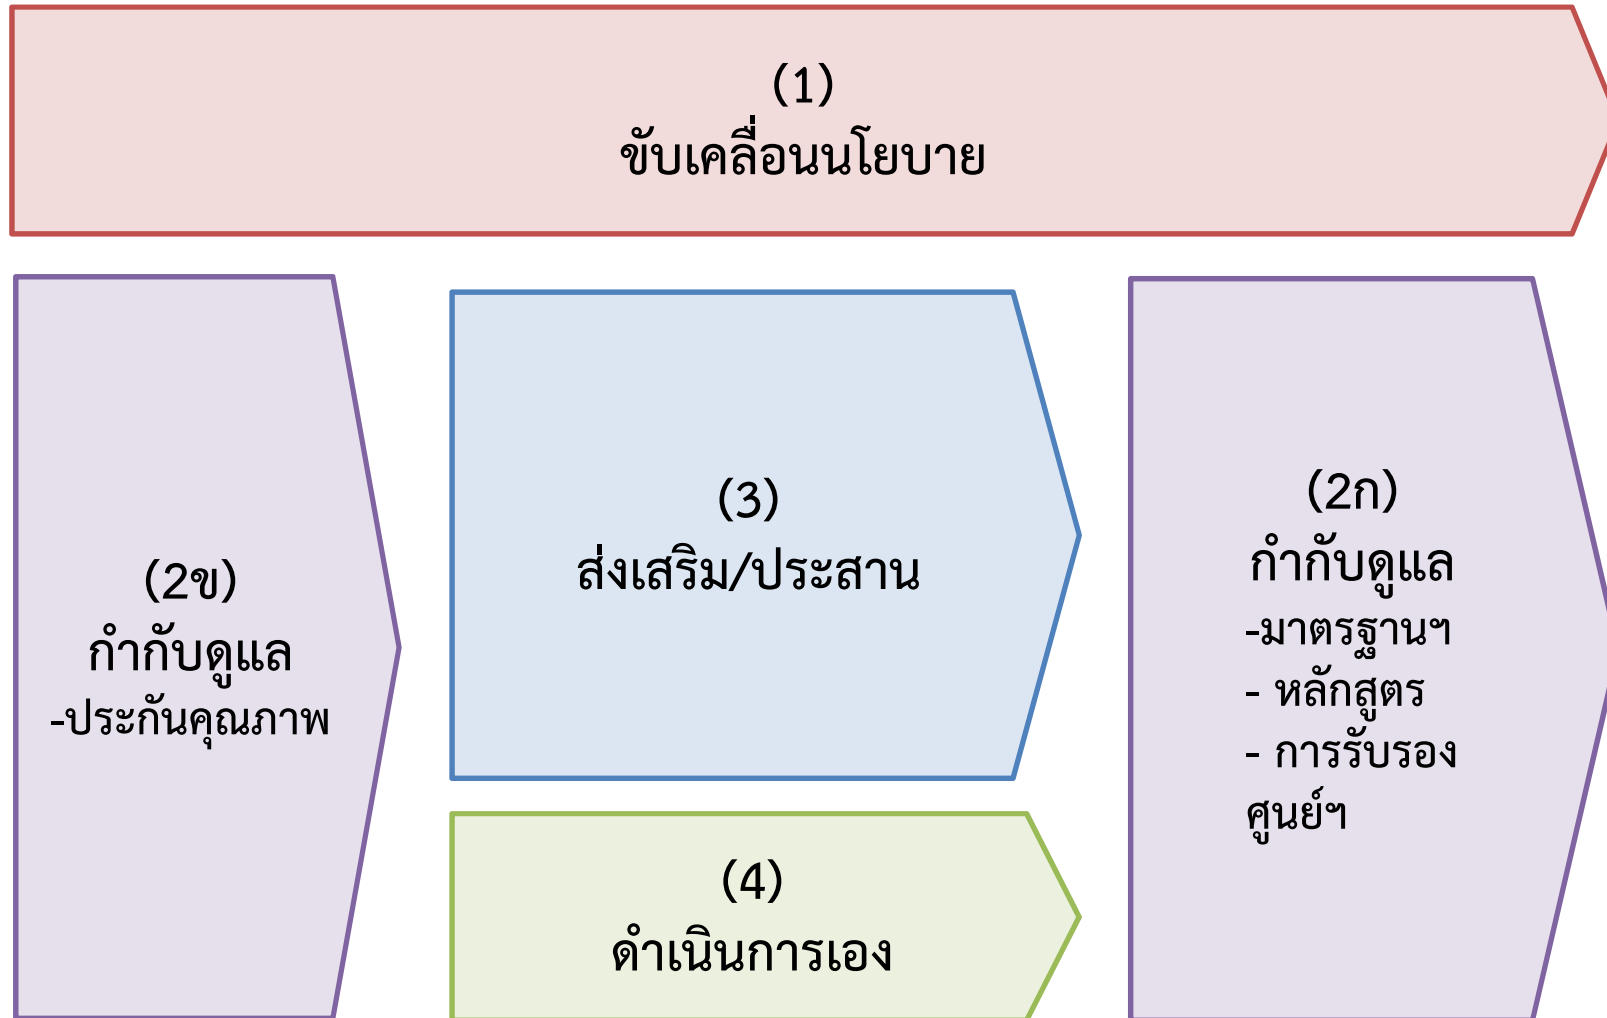 (1)
ขับเคลื่อนนโยบาย
(2ข)
กำกับดูแล
-ประกันคุณภาพ
(3)
ส่งเสริม/ประสาน
(4)
ดำเนินการเอง
(2ก)
กำกับดูแล
-มาตรฐานฯ
- หลักสูตร
- การรับรอง
ศูนย์ฯ